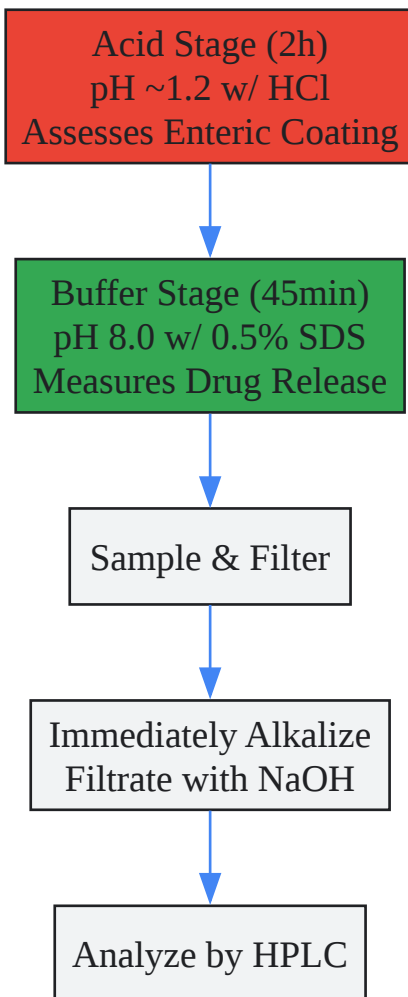 Acid Stage (2h)
pH ~1.2 w/ HCl
Assesses Enteric Coating
Buffer Stage (45min)
pH 8.0 w/ 0.5% SDS
Measures Drug Release
Sample & Filter
Immediately Alkalize
Filtrate with NaOH
Analyze by HPLC